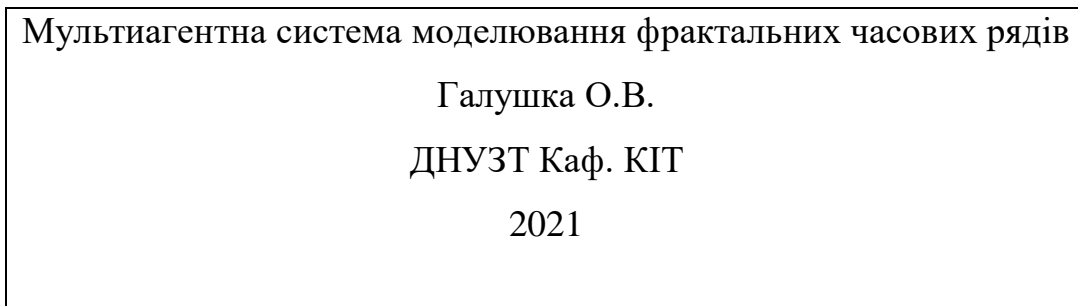 Мультиагентна система моделювання фрактальних часових рядів
Галушка О.В.
ДНУЗТ Каф. КІТ
2021